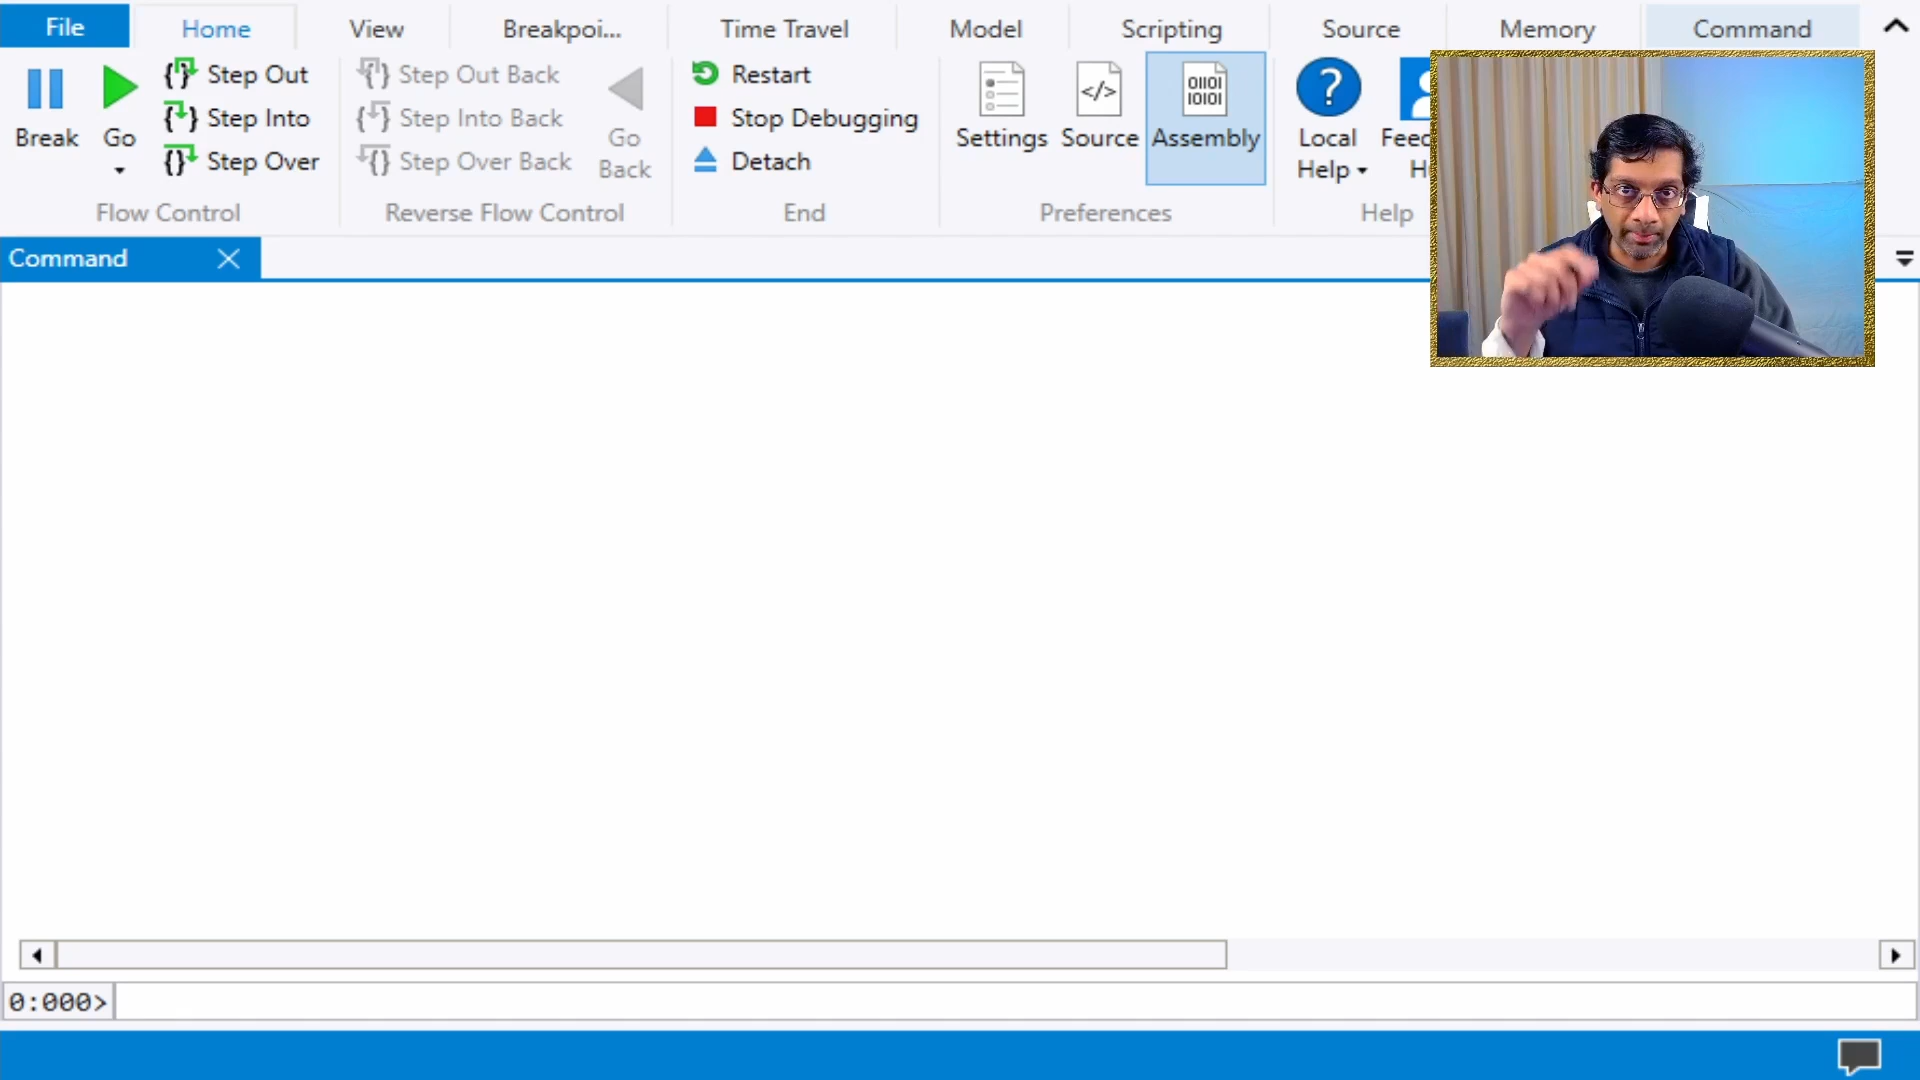 File Home View Breakpoi... Time Travel Model Scripting Source Memory Command
Break Go Step Out Step Out Back Go Back Restart Settings Source Assembly Local Help
Step Into Step Into Back Stop Debugging
Step Over Step Over Back Detach
Flow Control Reverse Flow Control End Preferences Help
Command
0:000>